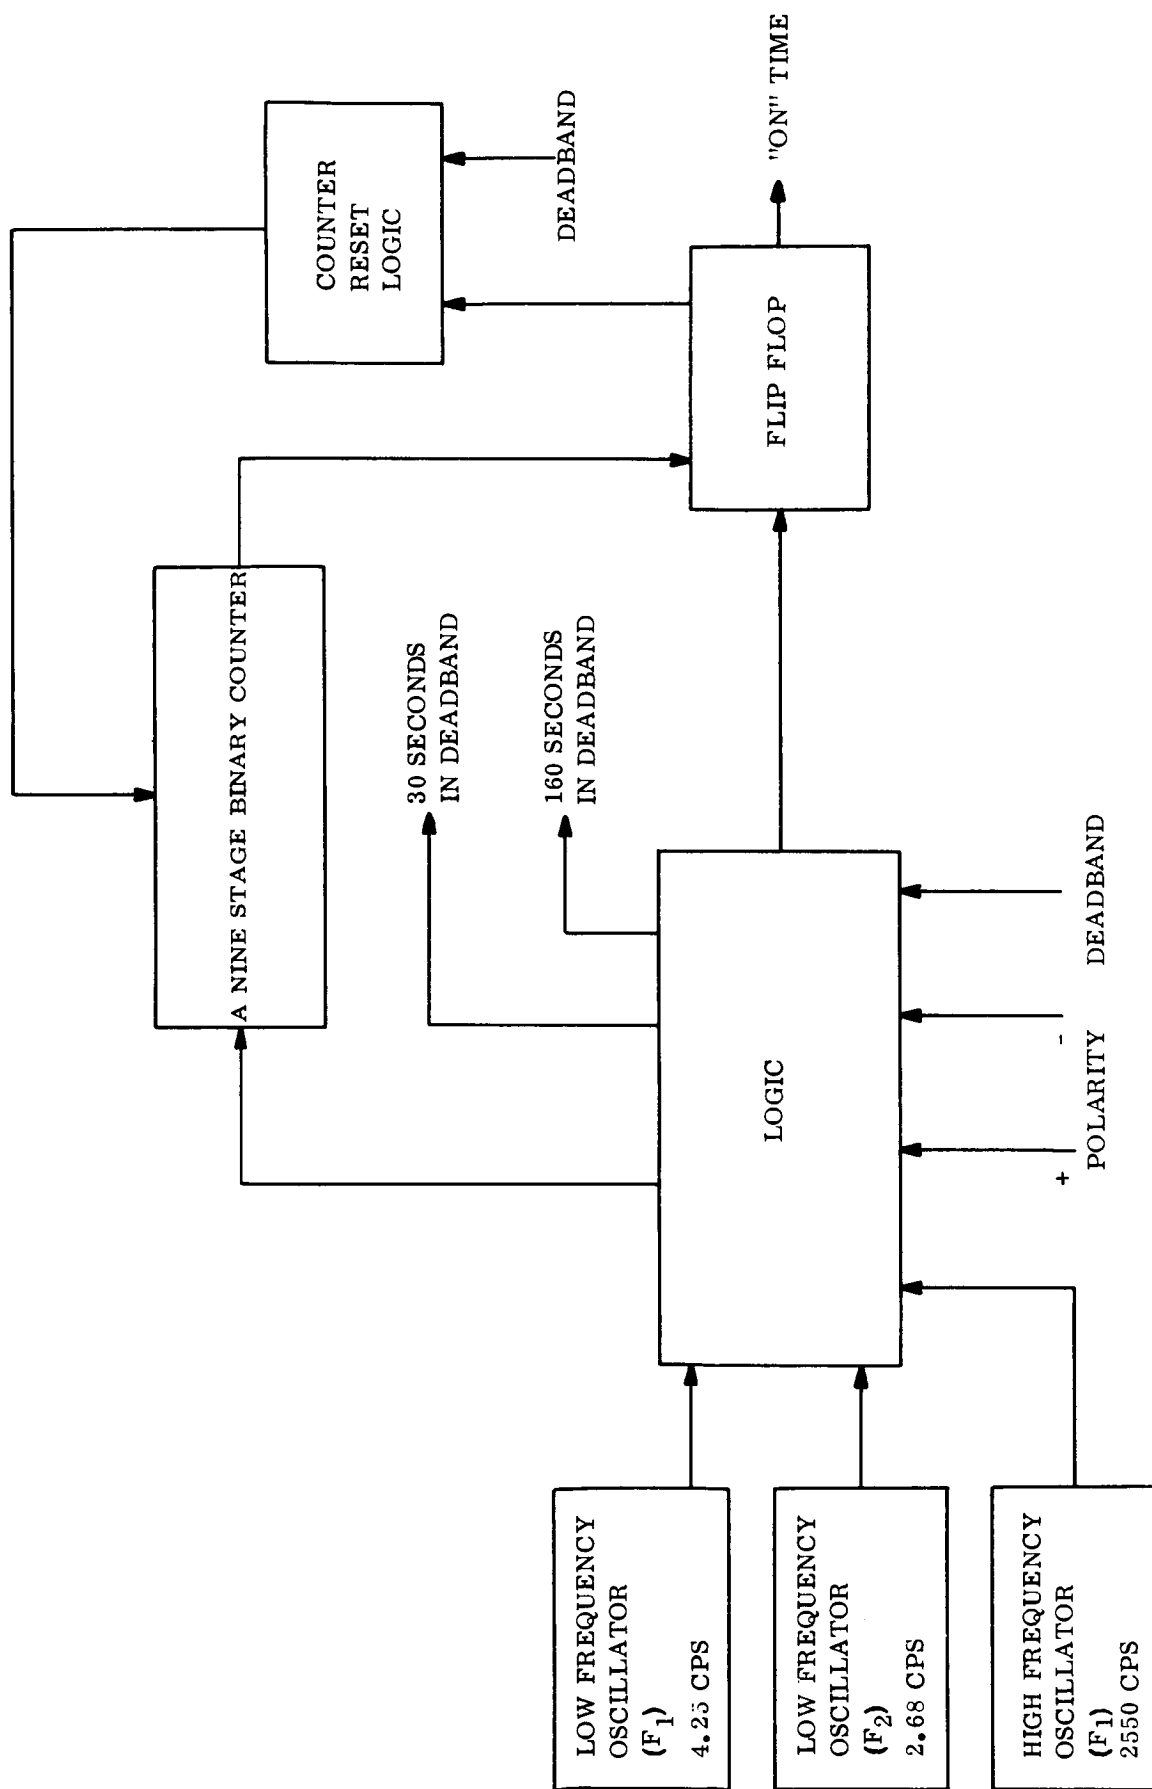 LOW FREQUENCY
OSCILLATOR
(F₁)
4.25 CPS
LOW FREQUENCY
OSCILLATOR
(F₂)
2.68 CPS
HIGH FREQUENCY
OSCILLATOR
(F₁)
2550 CPS
LOGIC
+
-
POLARITY
DEADBAND
A NINE STAGE BINARY COUNTER
30 SECONDS
IN DEADBAND
160 SECONDS
IN DEADBAND
FLIP FLOP
COUNTER
RESET
LOGIC
DEADBAND
"ON" TIME